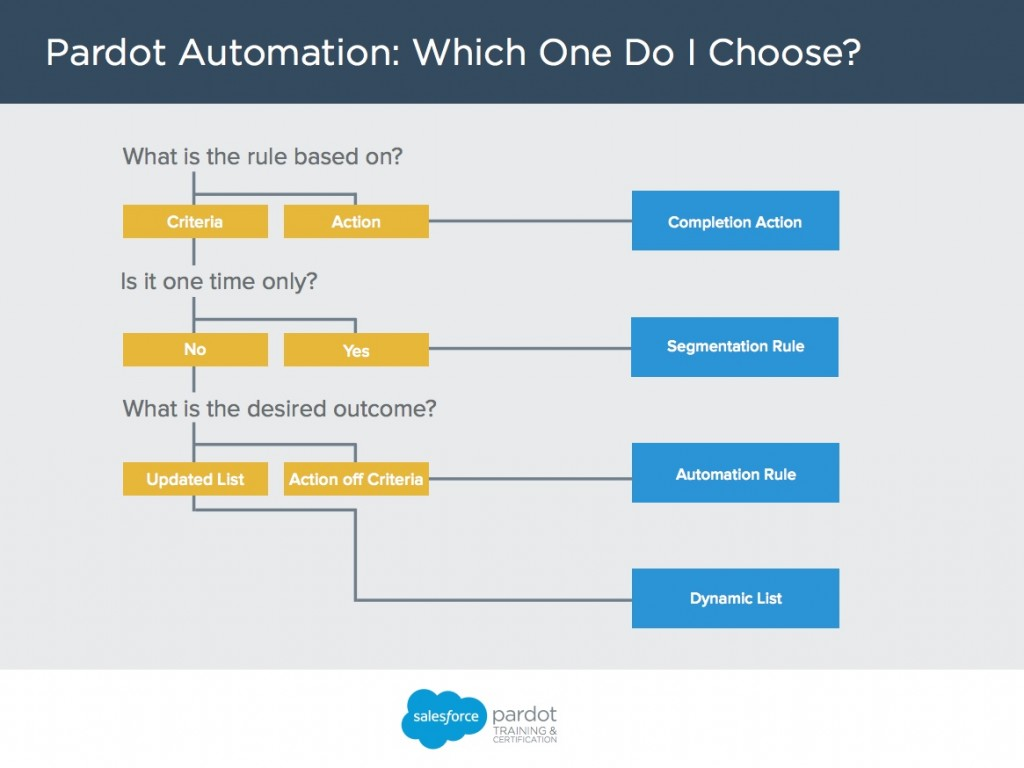 Pardot Automation: Which One Do I Choose?
What is the rule based on?
Criteria
Action
Completion Action
Is it one time only?
No
Yes
Segmentation Rule
What is the desired outcome?
Updated List
Action off Criteria
Automation Rule
Dynamic List
salesforce
pardot
TRAINING &
CERTIFICATION